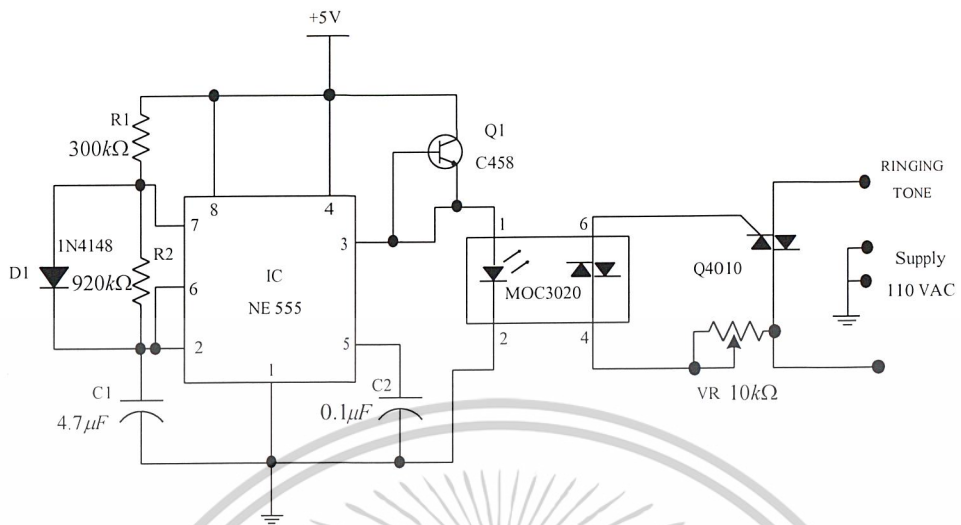 +5V
R1
300kΩ
Q1
C458
RINGING
TONE
8
4
7
3
1
6
1N4148
R2
D1
920kΩ
6
IC
NE 555
MOC3020
Q4010
Supply
110 VAC
2
5
2
4
1
C1
4.7μF
C2
0.1μF
VR 10kΩ